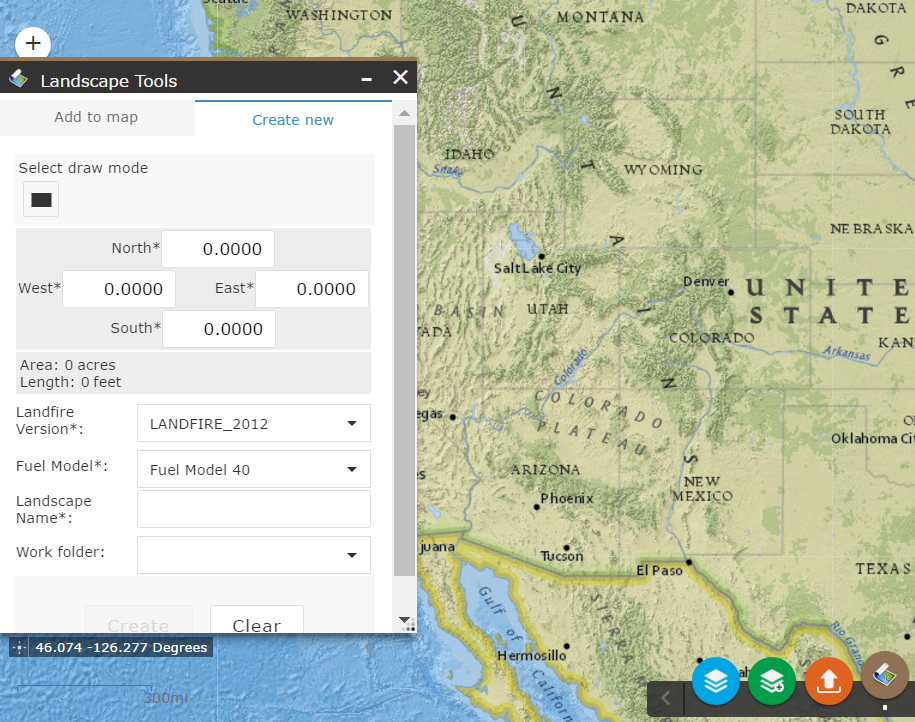 WASHINGTON
MONTANA
DAKOTA
+
Landscape Tools
Add to map
Create new
Select draw mode
North* 0.0000
West* 0.0000 East* 0.0000
South* 0.0000
Area: 0 acres
Length: 0 feet
Landfire
Version*: LANDFIRE_2012
Fuel Model*: Fuel Model 40
Landscape
Name*:
Work folder:
Create Clear
46.074 -126.277 Degrees
300mi
SOUTH
DAKOTA
IDAHO
Snake
WYOMING
NEBRASKA
Salt Lake City
Denver
UNITE
STATE
BASIN
UTAH
ADA
COLORADO
KAN
Arkansas
Colorado
egas
COLORADO
PLATEAU
Oklahoma Cit
ARIZONA
NEW
MEXICO
Phoenix
juana
Tucson
El Paso
TEXAS
Gulf of
California
SIERRA
Rio Grand
Hermosillo